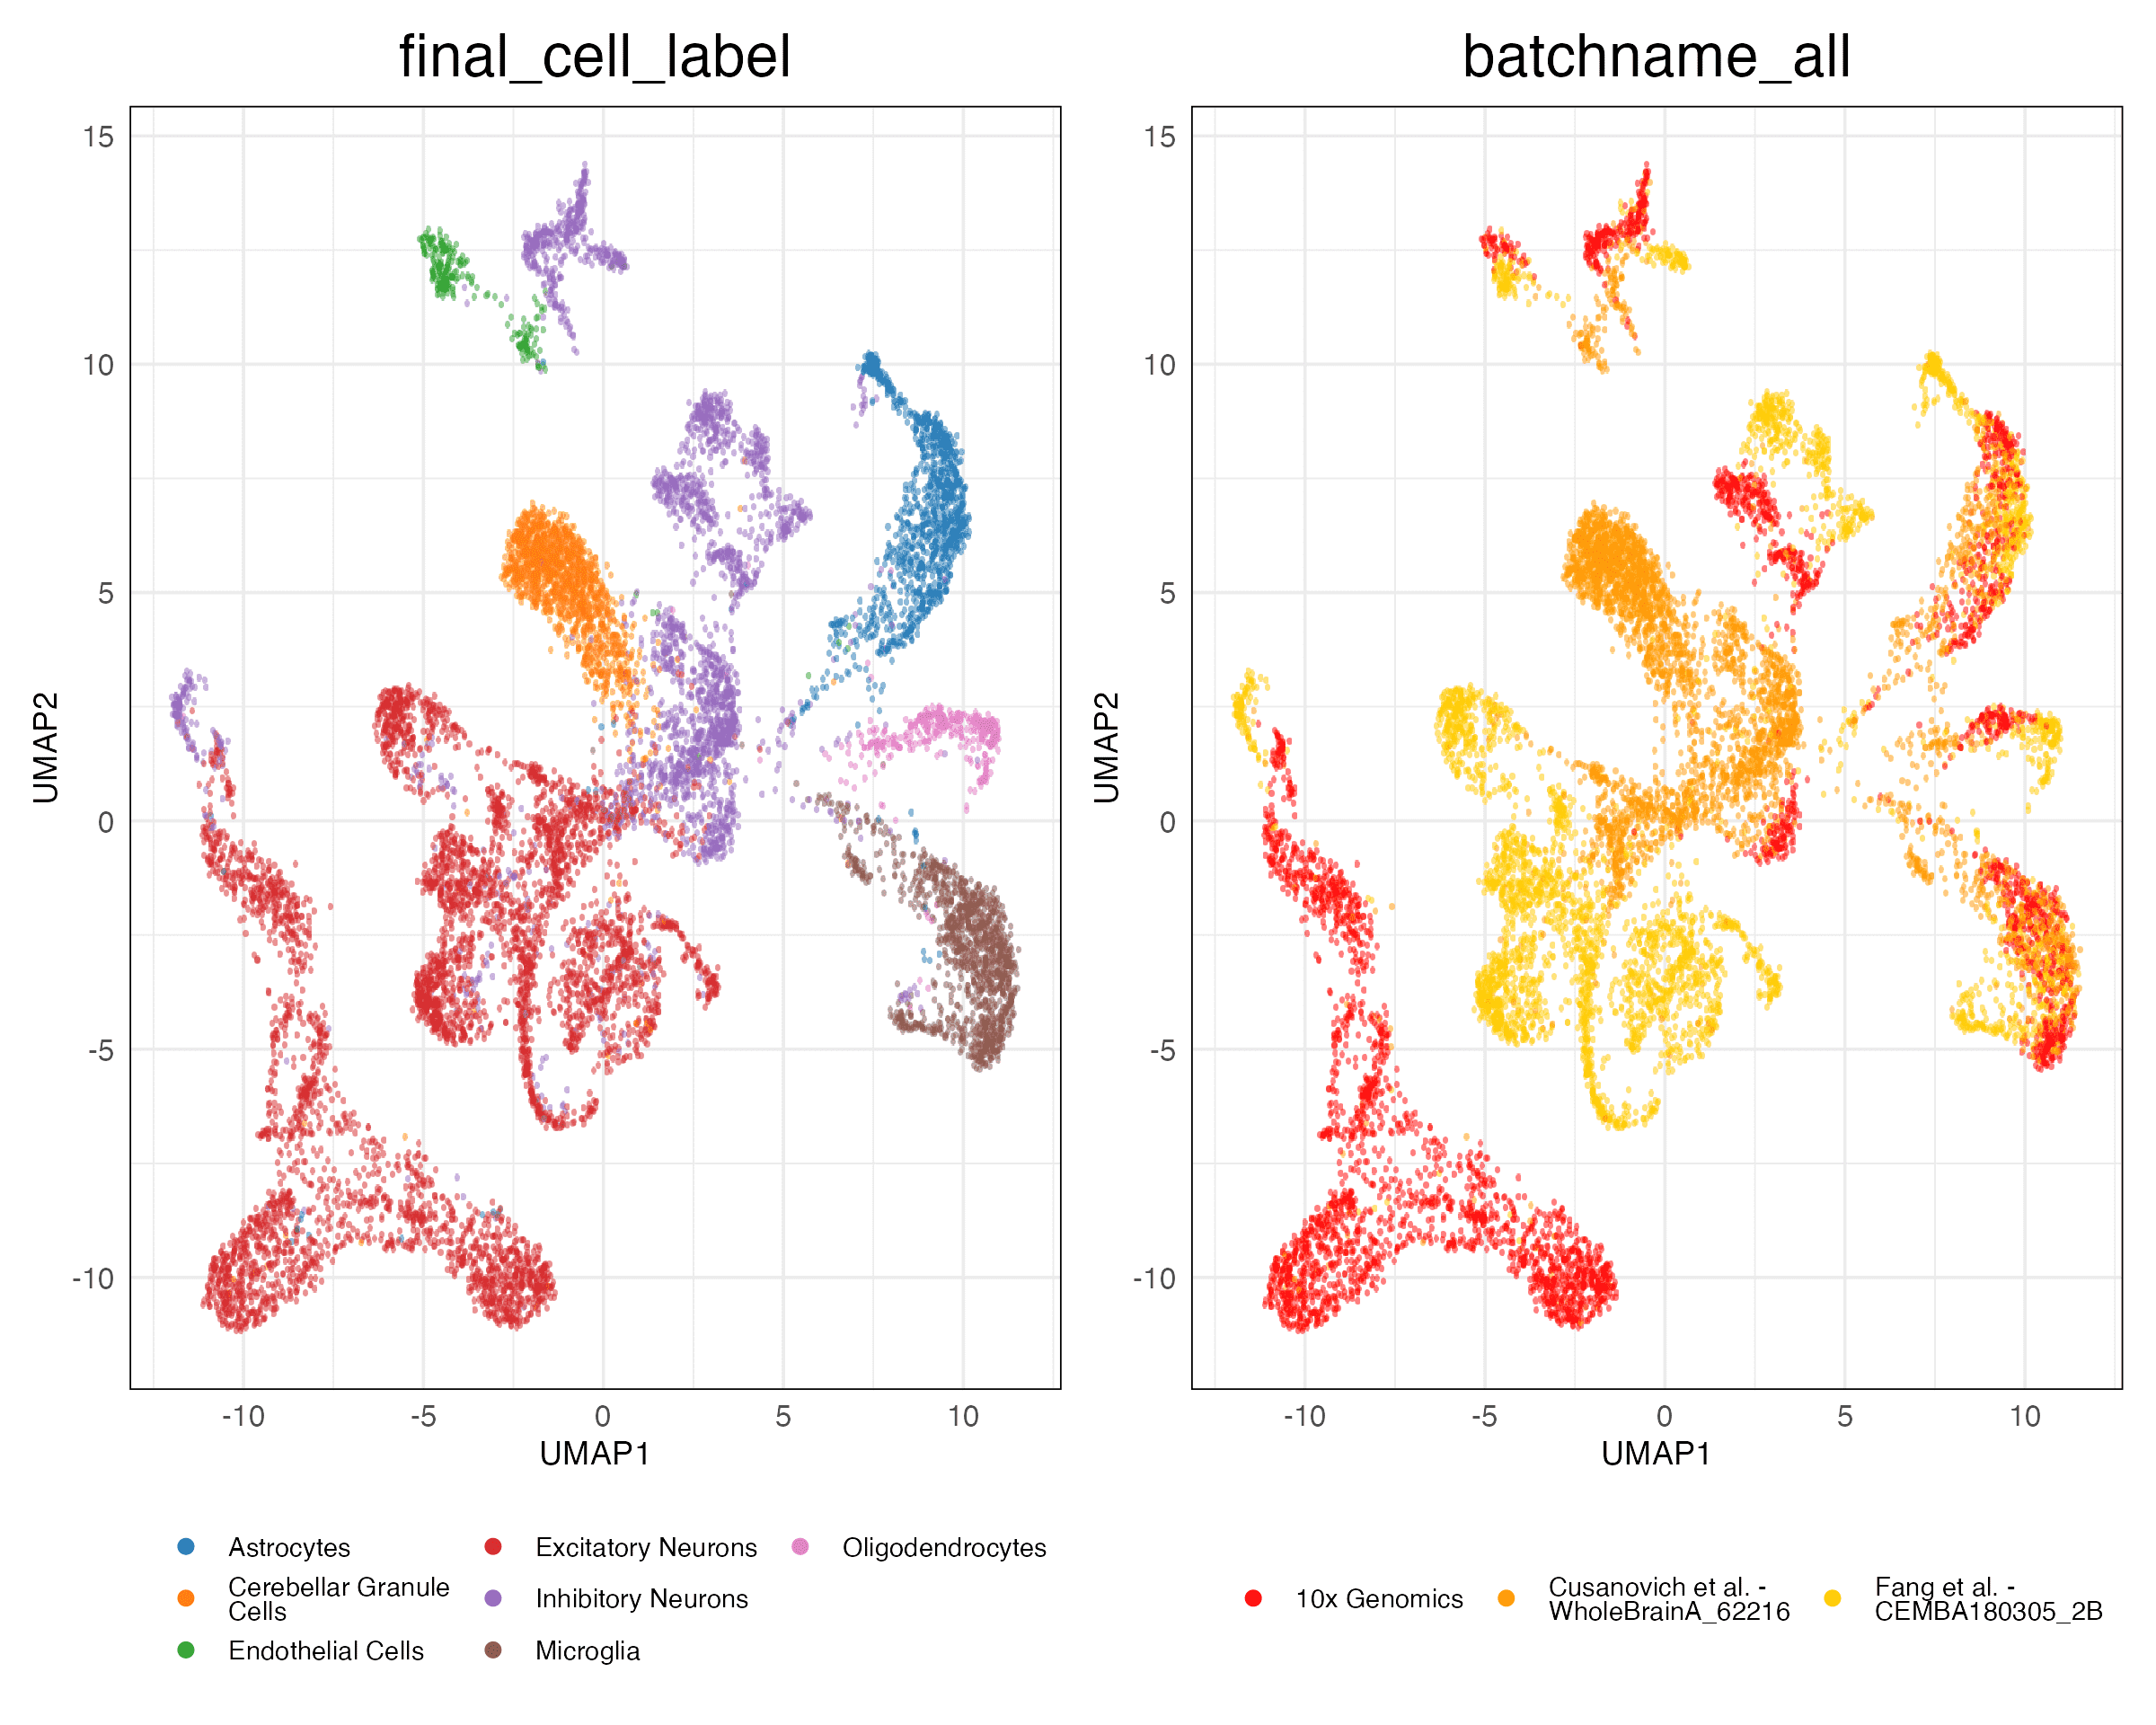 final_cell_label
batchname_all
15
10
5
0
-5
-10
UMAP2
-10 -5 0 5 10
UMAP1
15
10
5
0
-5
-10
UMAP2
-10 -5 0 5 10
UMAP1
Astrocytes
Cerebellar Granule
Cells
Endothelial Cells
Excitatory Neurons
Inhibitory Neurons
Microglia
Oligodendrocytes
10x Genomics
Cusanovich et al. -
WholeBrainA_62216
Fang et al. -
CEMBA180305_2B